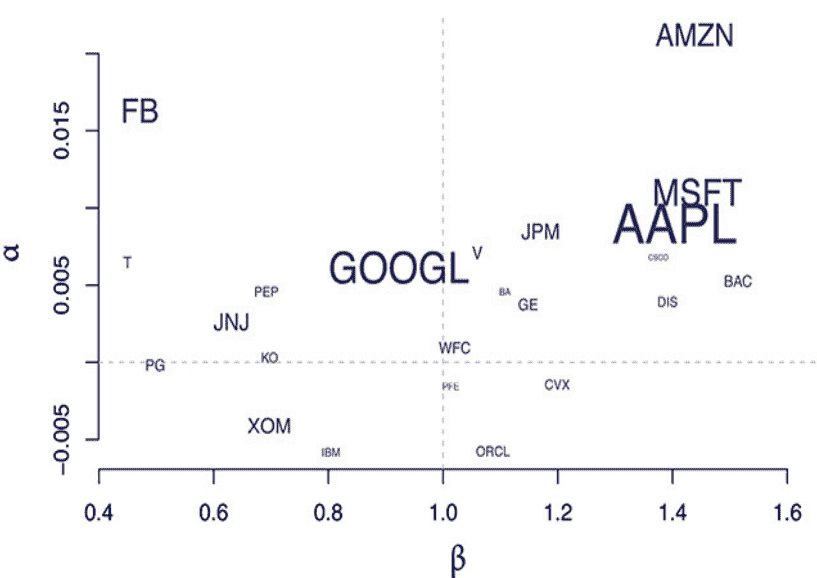 AMZN
FB
0.015
MSFT
AAPL
JPM
V
α
T
CSCO
GOOGL
BAC
0.005
PEP
BA
GE
DIS
JNJ
WFC
KO
PG
PFE
CVX
XOM
-0.005
IBM
ORCL
0.4 0.6 0.8 1.0 1.2 1.4 1.6
β